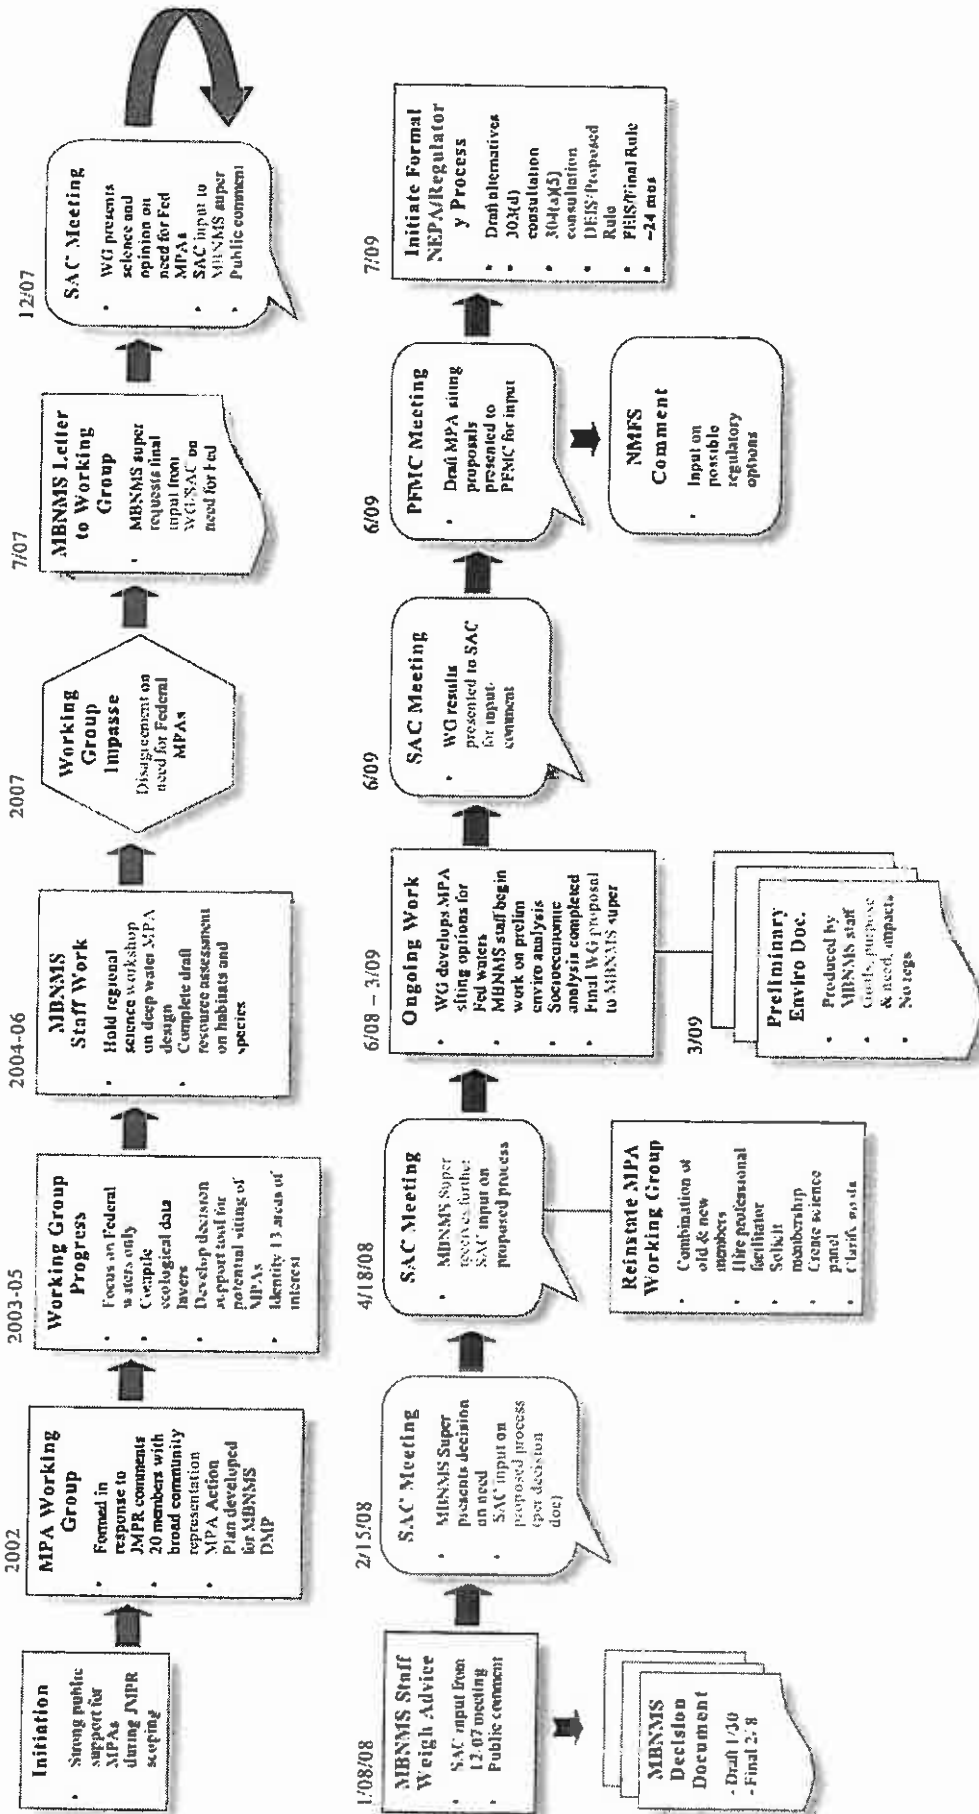 Initiation
• Strong public
support for
MPAs
during JMPR
scoping
2002
MPA Working
Group
• Formed in
response to
JMPR comments
• 20 members with
broad community
representation
• MPA Action
Plan developed
for MBNMS
DMP
2003-05
Working Group
Progress
• Focus on Federal
waters only
• Compile
ecological data
layers
• Develop decision
support tool for
potential siting of
MPAs
• Identify 13 areas of
interest
2004-06
MBNMS
Staff Work
• Hold regional
science workshop
on deep water MPA
design
• Complete draft
resource assessment
on habitats and
species
2007
Working
Group
Impasse
Disagreement on
need for Federal
MPAs
7/07
MBNMS Letter
to Working
Group
• MBNMS super
requests final
input from
WG/SAC on
need for Fed
12/07
SAC Meeting
• WG presents
science and
opinion on
need for Fed
MPAs
• SAC input to
MBNMS super
• Public comment
1/08/08
MBNMS Staff
Weigh Advice
• SAC input from
12/07 meeting
• Public comment
MBNMS
Decision
Document
- Draft 1/30
- Final 2/8
2/15/08
SAC Meeting
• MBNMS Super
presents decision
on need
• SAC input on
proposed process
(per decision
doc)
4/18/08
SAC Meeting
• MBNMS Super
receives further
SAC input on
proposed process
Reinstate MPA
Working Group
• Combination of
old & new
members
• Hire professional
facilitator
• Solicit
membership
• Create science
panel
• Clarify
6/08 – 3/09
Ongoing Work
• WG develops MPA
siting options for
Fed waters
• MBNMS staff begin
work on prelim
enviro analysis
• Socioeconomic
analysis completed
• Final WG proposal
to MBNMS super
3/09
Preliminary
Enviro Doc.
• Produced by
MBNMS staff
• Goals, purpose
& need, impacts
• No regs
6/09
SAC Meeting
• WG results
presented to SAC
for input-
comment
6/09
PFMC Meeting
• Draft MPA siting
proposals
presented to
PFMC for input
NMFS
Comment
• Input on
possible
regulatory
options
7/09
Initiate Formal
NEPA/Regulator
y Process
• Draft alternatives
• 303(d)
consultation
• 304(a)(5)
consultation
• DEIS/Proposed
Rule
• FEIS/Final Rule
• ~24 mos